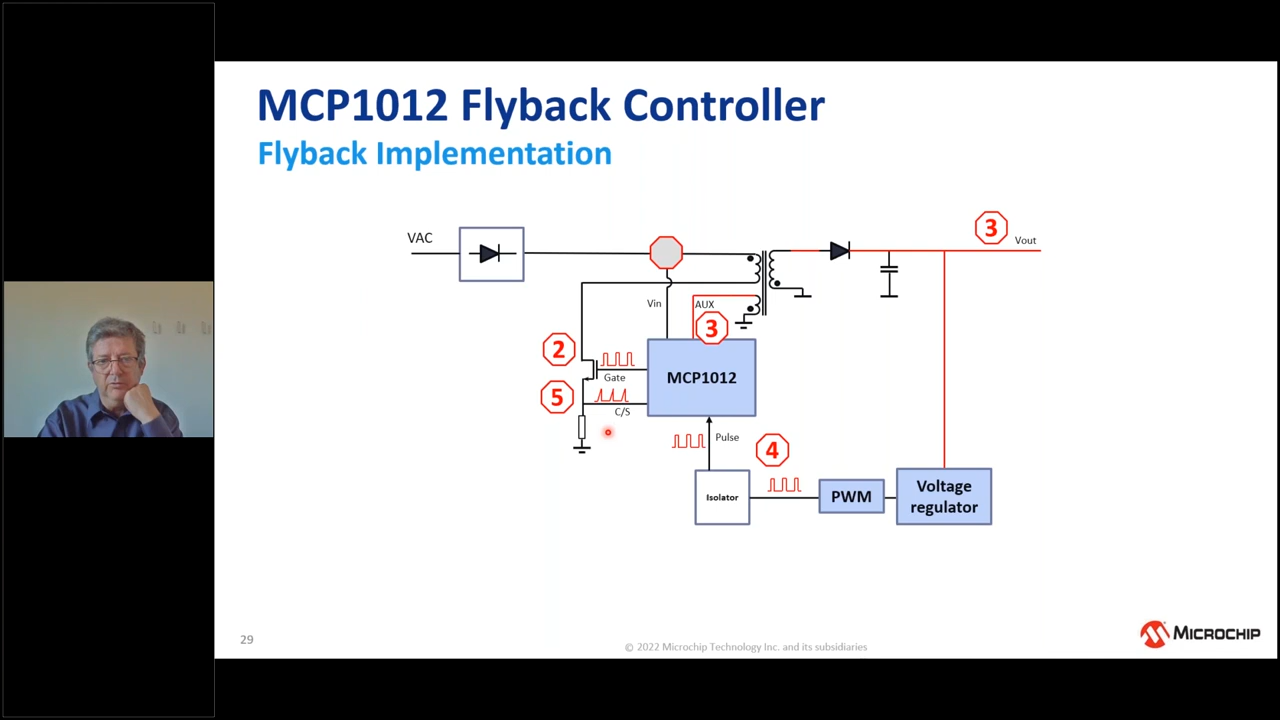 MCP1012 Flyback Controller
Flyback Implementation
3
VAC
Vout
Vin
AUX
3
2
MCP1012
Gate
5
C/S
Pulse
4
Isolator
PWM
Voltage
regulator
29
© 2022 Microchip Technology Inc. and its subsidiaries
MICROCHIP